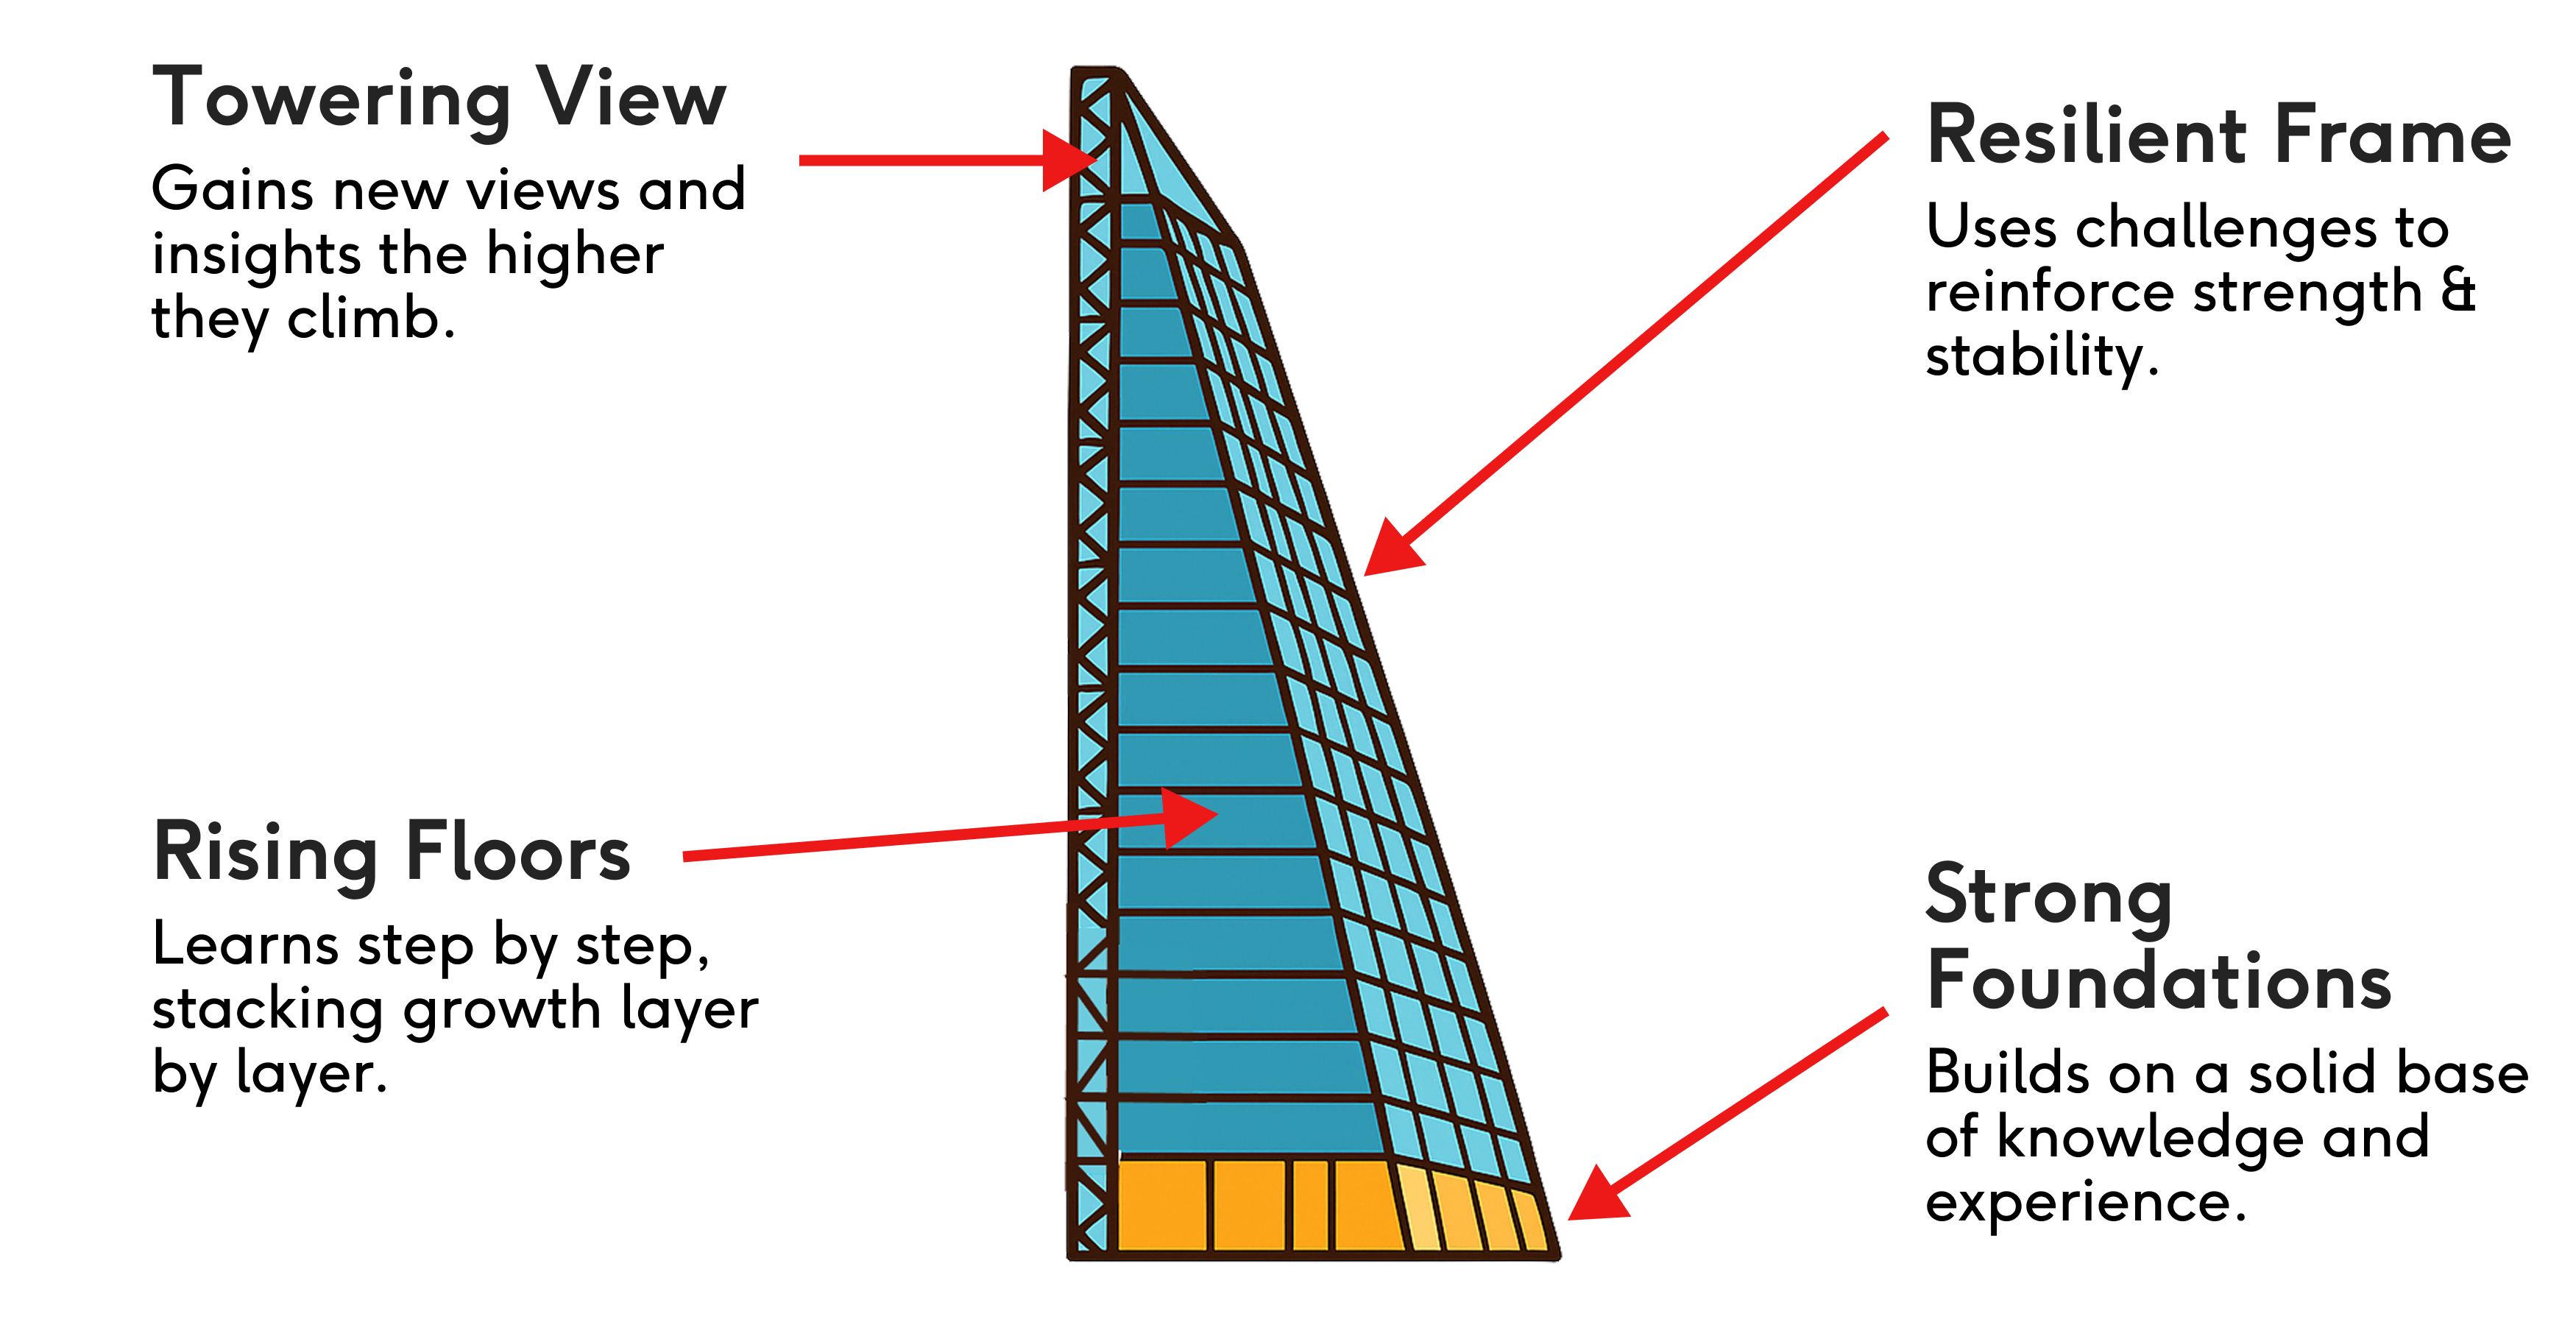 Towering View
Gains new views and
insights the higher
they climb.
Resilient Frame
Uses challenges to
reinforce strength &
stability.
Rising Floors
Learns step by step,
stacking growth layer
by layer.
Strong
Foundations
Builds on a solid base
of knowledge and
experience.